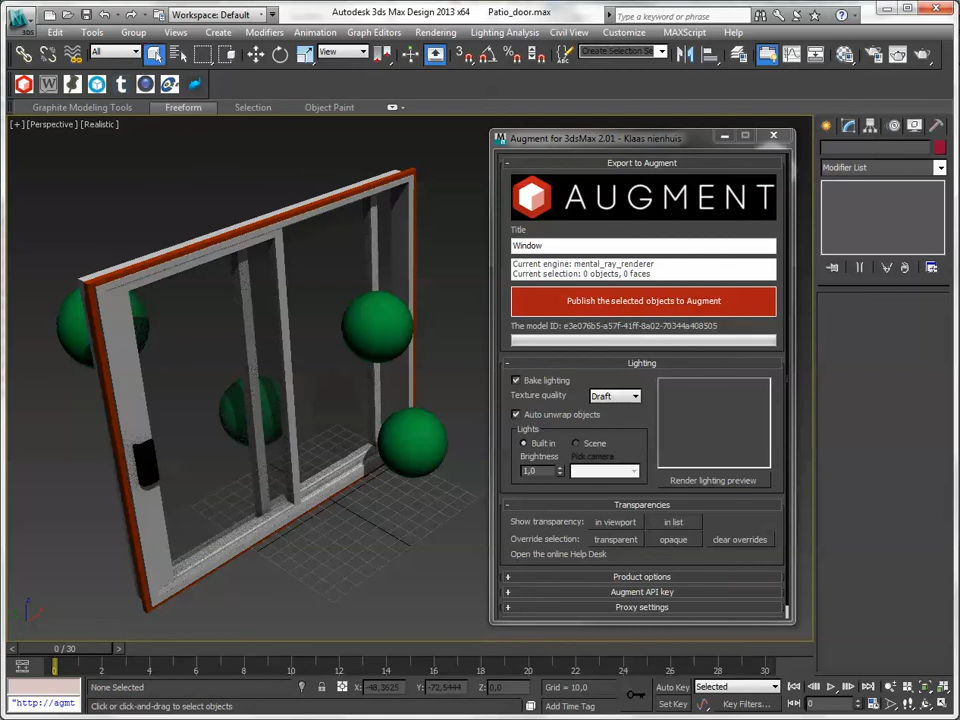 Workspace: Default
Autodesk 3ds Max Design 2013 x64
Patio_door.max
Type a keyword or phrase
3DS
Edit Tools Group Views Create Modifiers Animation Graph Editors Rendering Lighting Analysis Civil View Customize MAXScript Help
All
View
Create Selection Se
Graphite Modeling Tools Freeform Selection Object Paint
[+] [Perspective] [Realistic]
Augment for 3dsMax 2.01 - Klaas nienhuis
Export to Augment
AUGMENT
Title
Window
Current engine: mental_ray_renderer
Current selection: 0 objects, 0 faces
Publish the selected objects to Augment
The model ID: e3e076b5-a57f-41ff-8a02-70344a408505
Lighting
Bake lighting
Texture quality Draft
Auto unwrap objects
Lights
Built in Scene
Brightness Pick camera
1,0
Render lighting preview
Transparencies
Show transparency: in viewport in list
Override selection: transparent opaque clear overrides
Open the online Help Desk
Product options
Augment API key
Proxy settings
Modifier List
0 / 30
0 2 4 6 8 10 12 14 16 18 20 22 24 26 28 30
None Selected
X: -48,3625 Y: -72,5444 Z: 0,0
Grid = 10,0
Auto Key Selected
"http://agmt
Click or click-and-drag to select objects
Add Time Tag
Set Key Key Filters...
0